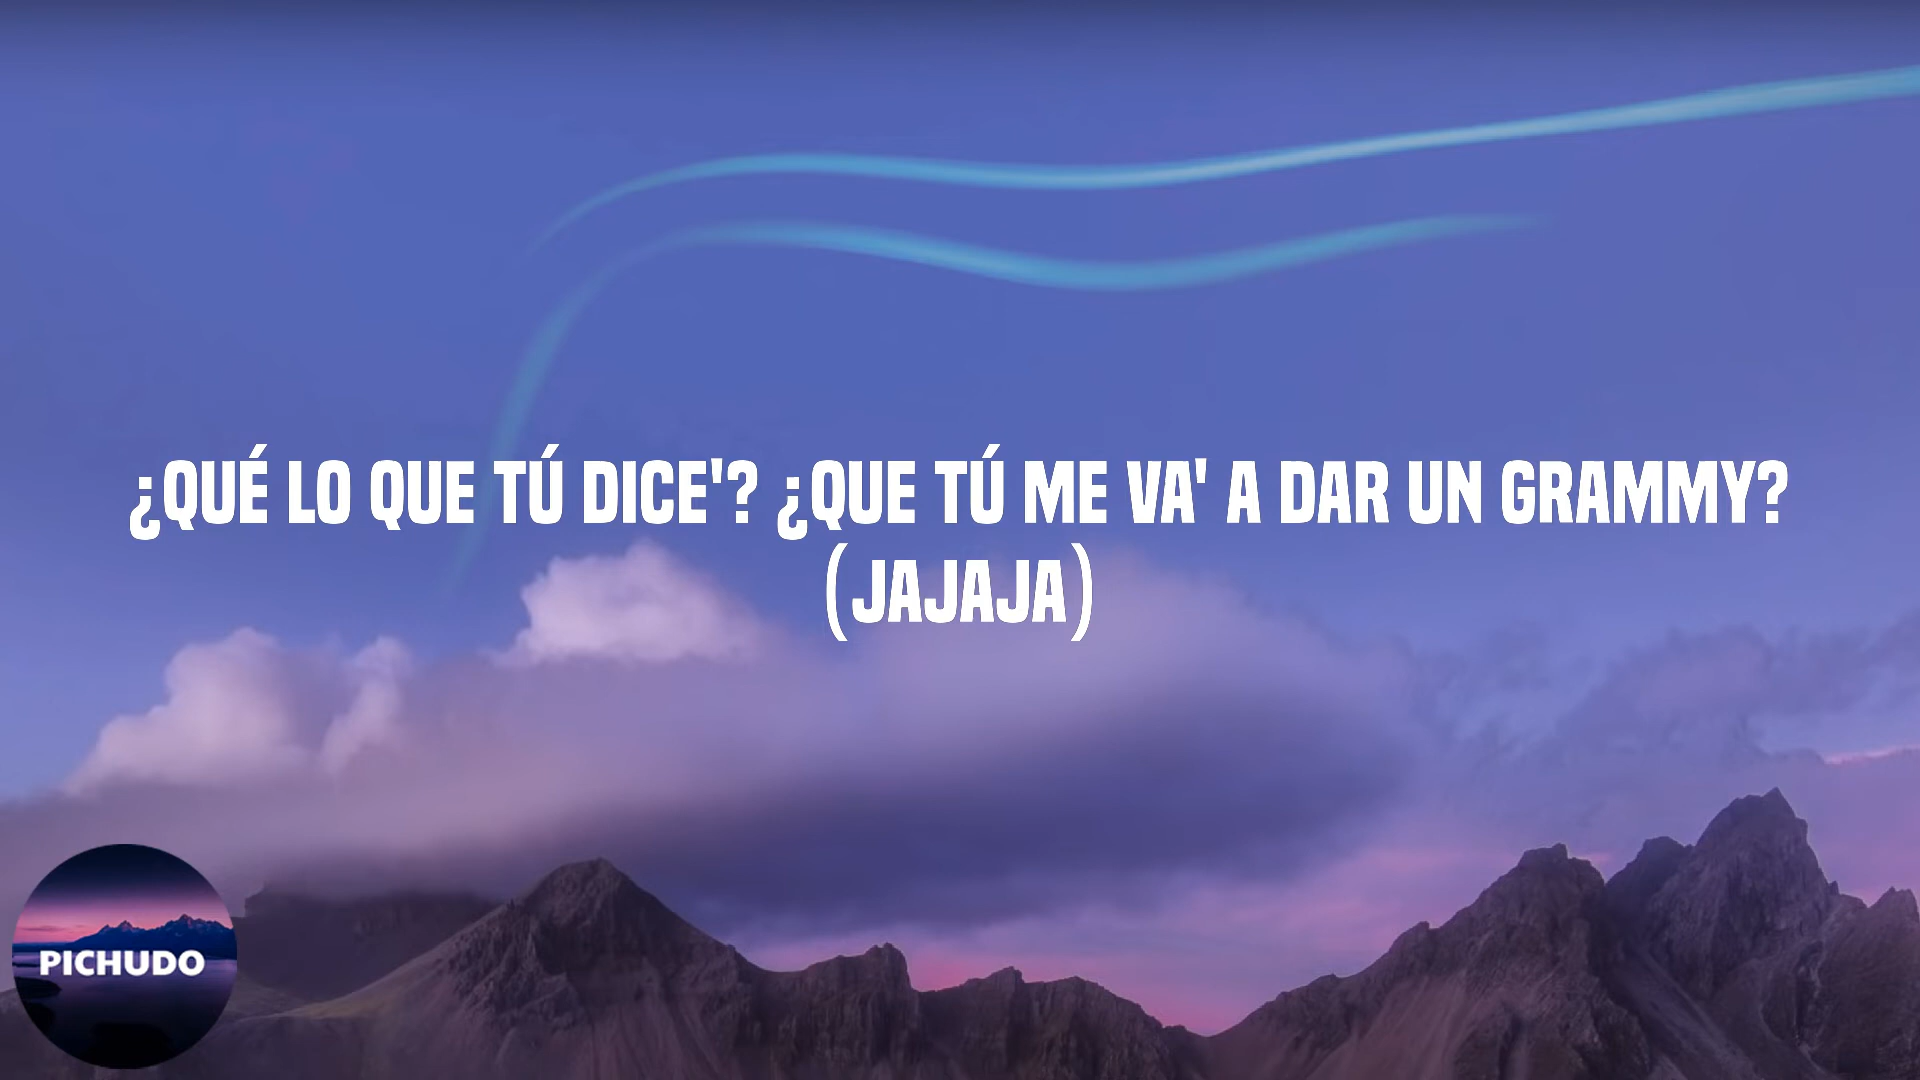 ¿QUÉ LO QUE TÚ DICE'? ¿QUE TÚ ME VA' A DAR UN GRAMMY?
(JAJAJA)
PICHUDO